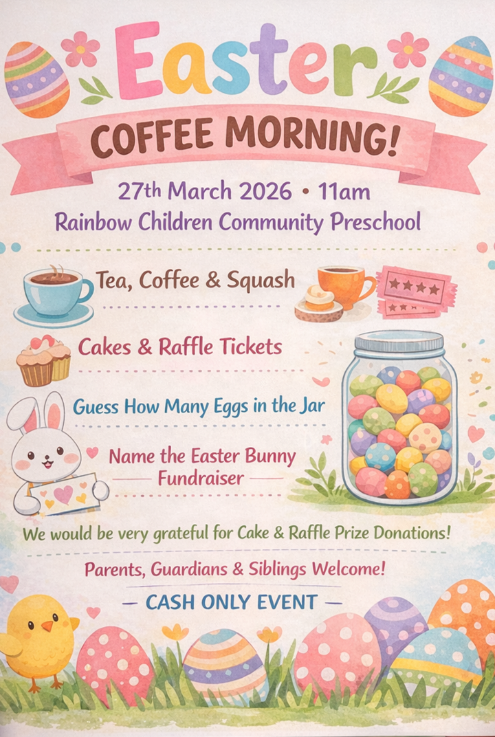 Easter
COFFEE MORNING!
27th March 2026 • 11am
Rainbow Children Community Preschool
Tea, Coffee & Squash
Cakes & Raffle Tickets
Guess How Many Eggs in the Jar
Name the Easter Bunny
Fundraiser
We would be very grateful for Cake & Raffle Prize Donations!
Parents, Guardians & Siblings Welcome!
– CASH ONLY EVENT –